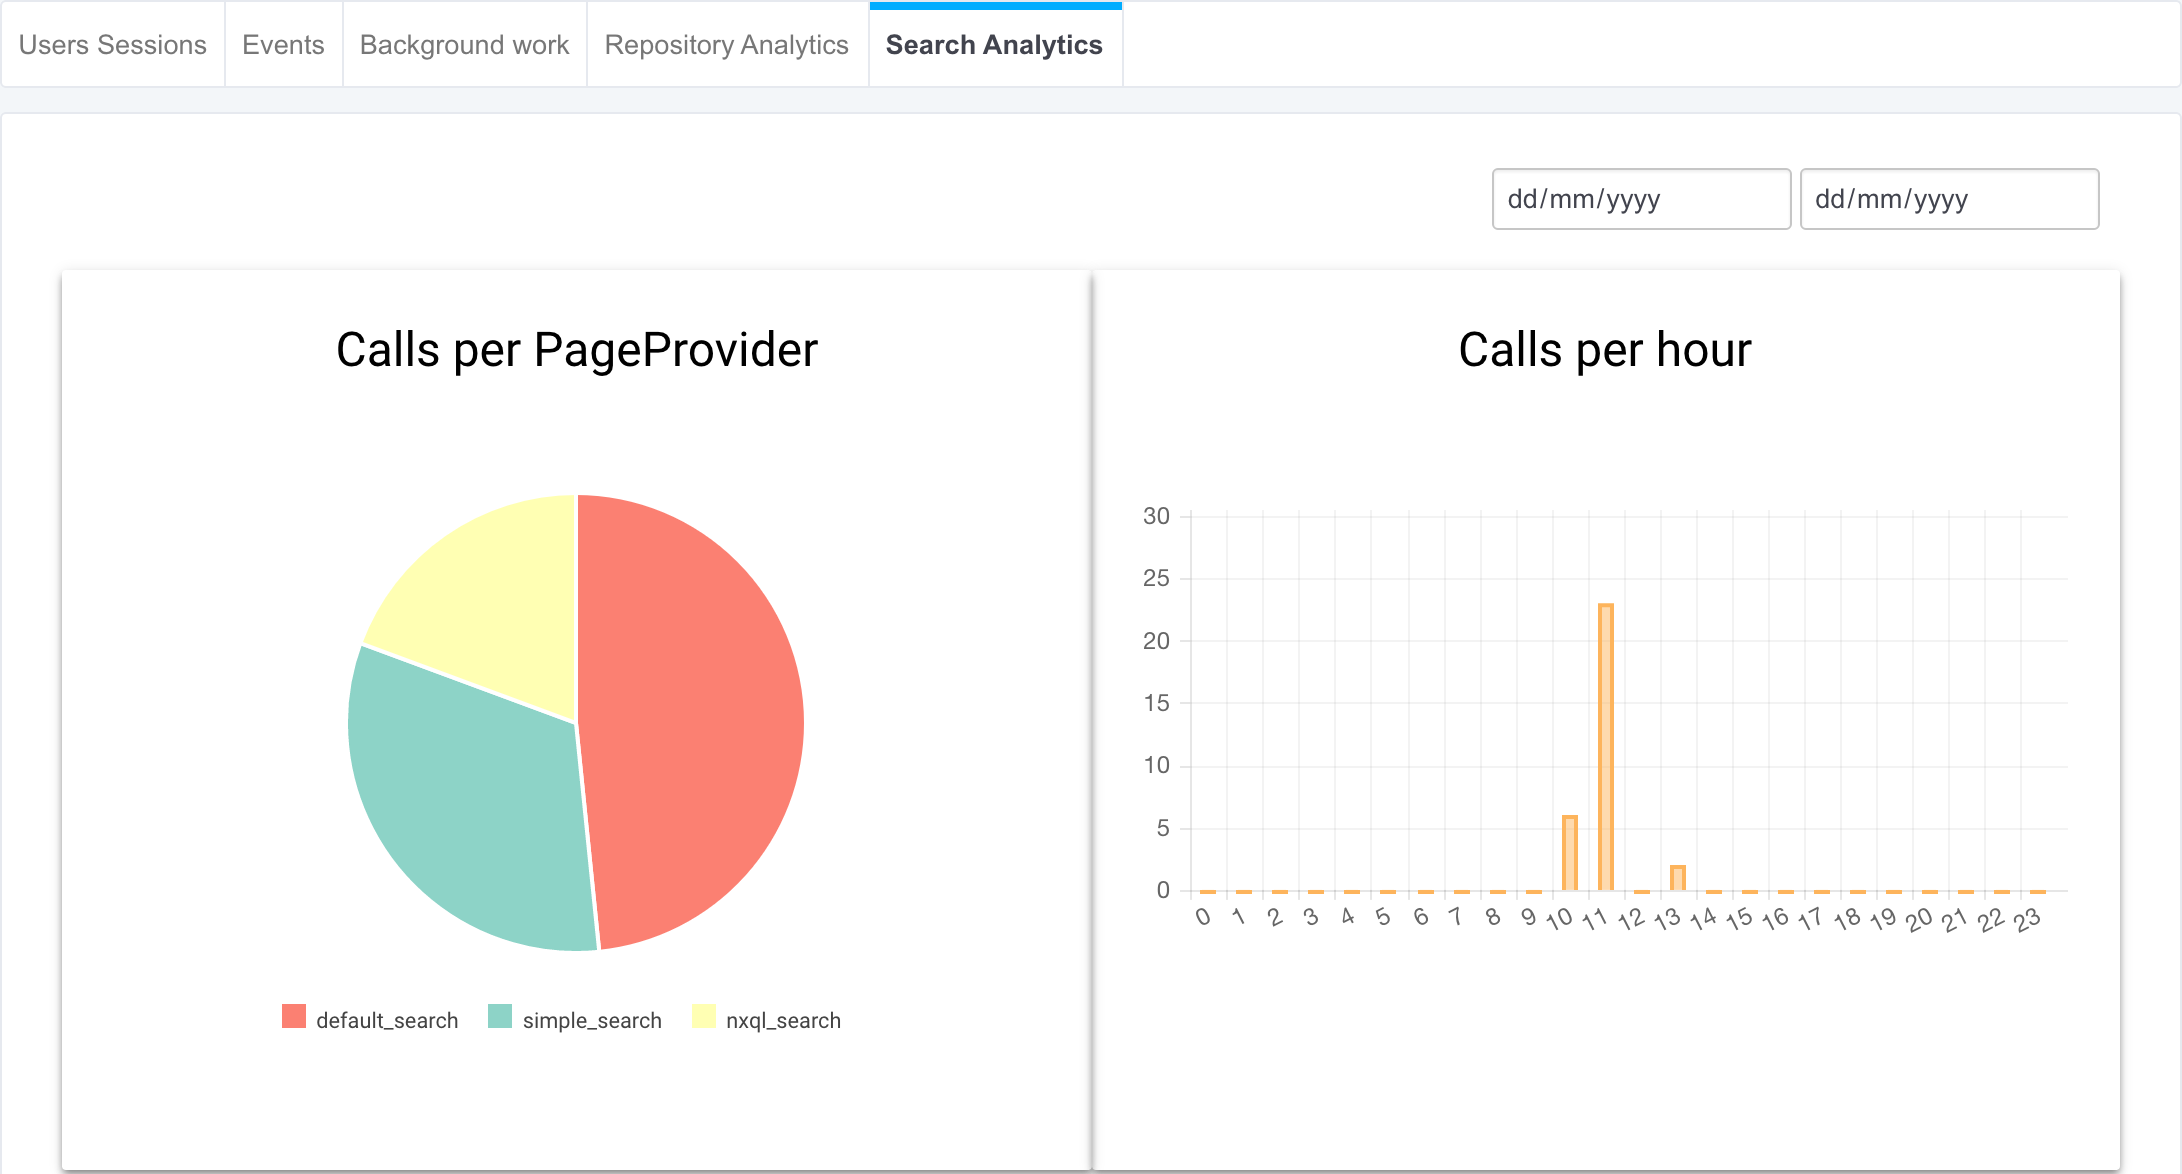 Users Sessions Events Background work Repository Analytics Search Analytics
dd/mm/yyyy dd/mm/yyyy
Calls per PageProvider
default_search simple_search nxql_search
Calls per hour
30
25
20
15
10
5
0
0 1 2 3 4 5 6 7 8 9 10 11 12 13 14 15 16 17 18 19 20 21 22 23